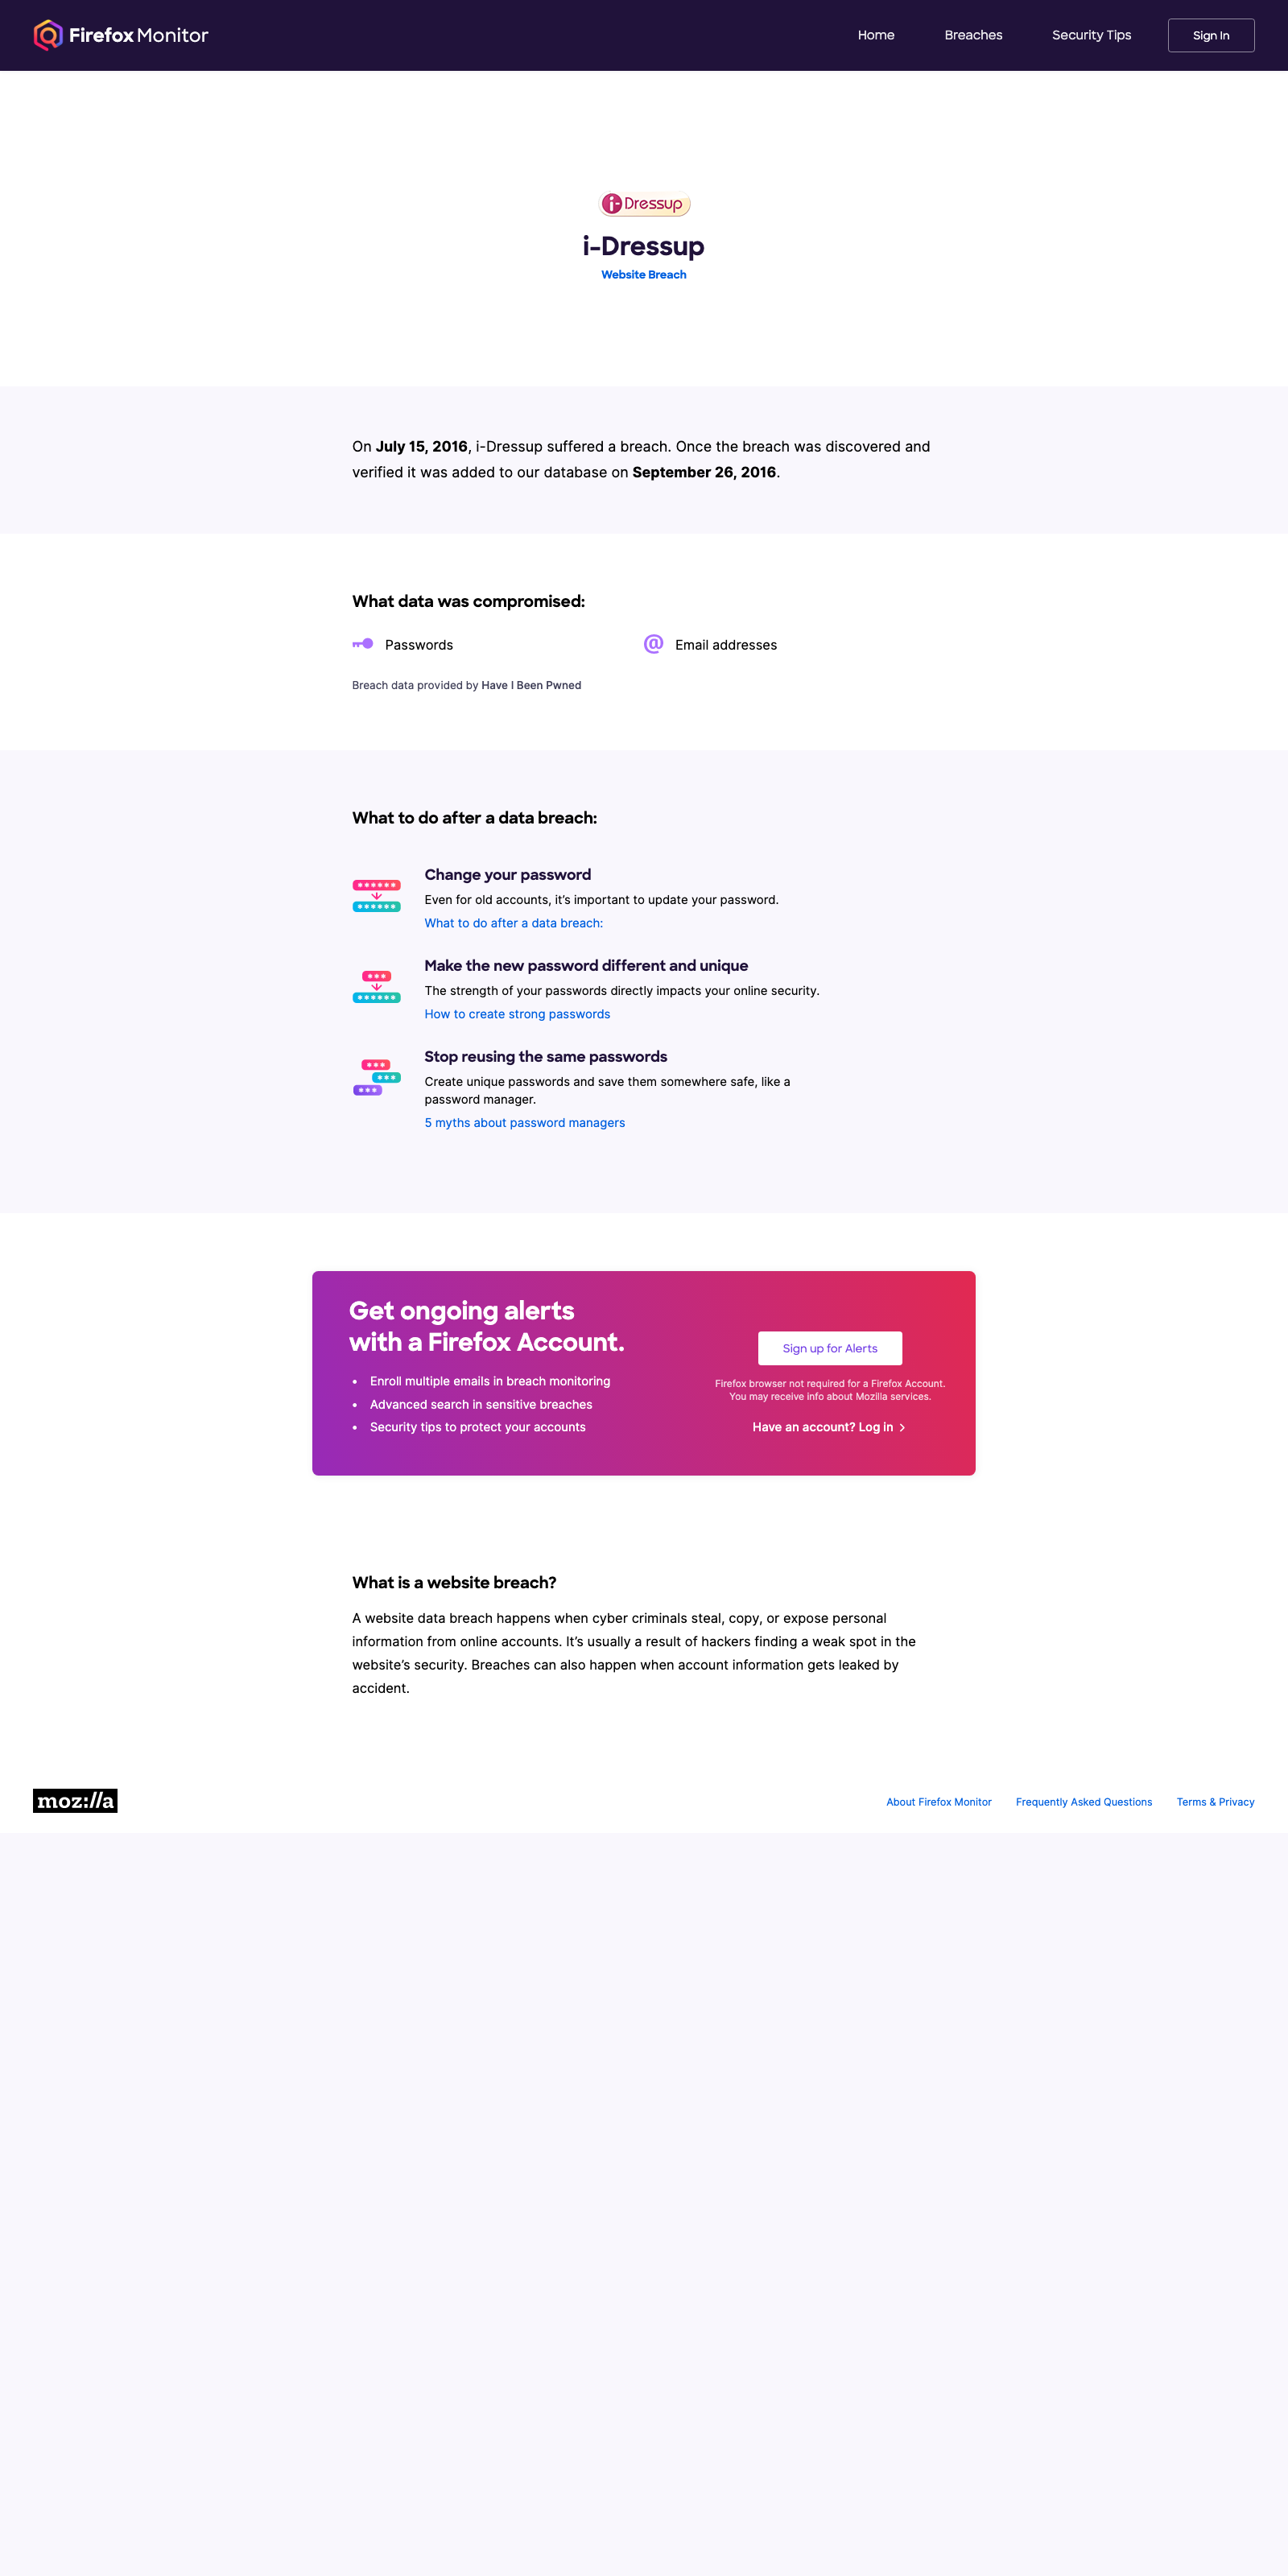 Firefox Monitor
Home
Breaches
Security Tips
Sign In
i-Dressup
i-Dressup
Website Breach
On July 15, 2016, i-Dressup suffered a breach. Once the breach was discovered and
verified it was added to our database on September 26, 2016.
What data was compromised:
Passwords
@ Email addresses
Breach data provided by Have I Been Pwned
What to do after a data breach:
Change your password
Even for old accounts, it’s important to update your password.
What to do after a data breach:
Make the new password different and unique
The strength of your passwords directly impacts your online security.
How to create strong passwords
Stop reusing the same passwords
Create unique passwords and save them somewhere safe, like a
password manager.
5 myths about password managers
Get ongoing alerts
with a Firefox Account.
• Enroll multiple emails in breach monitoring
• Advanced search in sensitive breaches
• Security tips to protect your accounts
Sign up for Alerts
Firefox browser not required for a Firefox Account.
You may receive info about Mozilla services.
Have an account? Log in
What is a website breach?
A website data breach happens when cyber criminals steal, copy, or expose personal
information from online accounts. It’s usually a result of hackers finding a weak spot in the
website’s security. Breaches can also happen when account information gets leaked by
accident.
moz://a
About Firefox Monitor
Frequently Asked Questions
Terms & Privacy